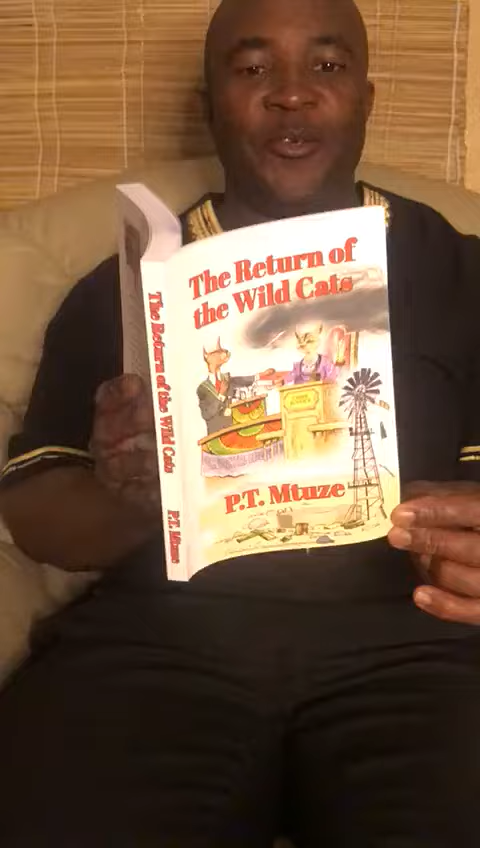 The Return of
the Wild Cats
P.T. Mtuze
The Return of the Wild Cats
P.T. Mtuze